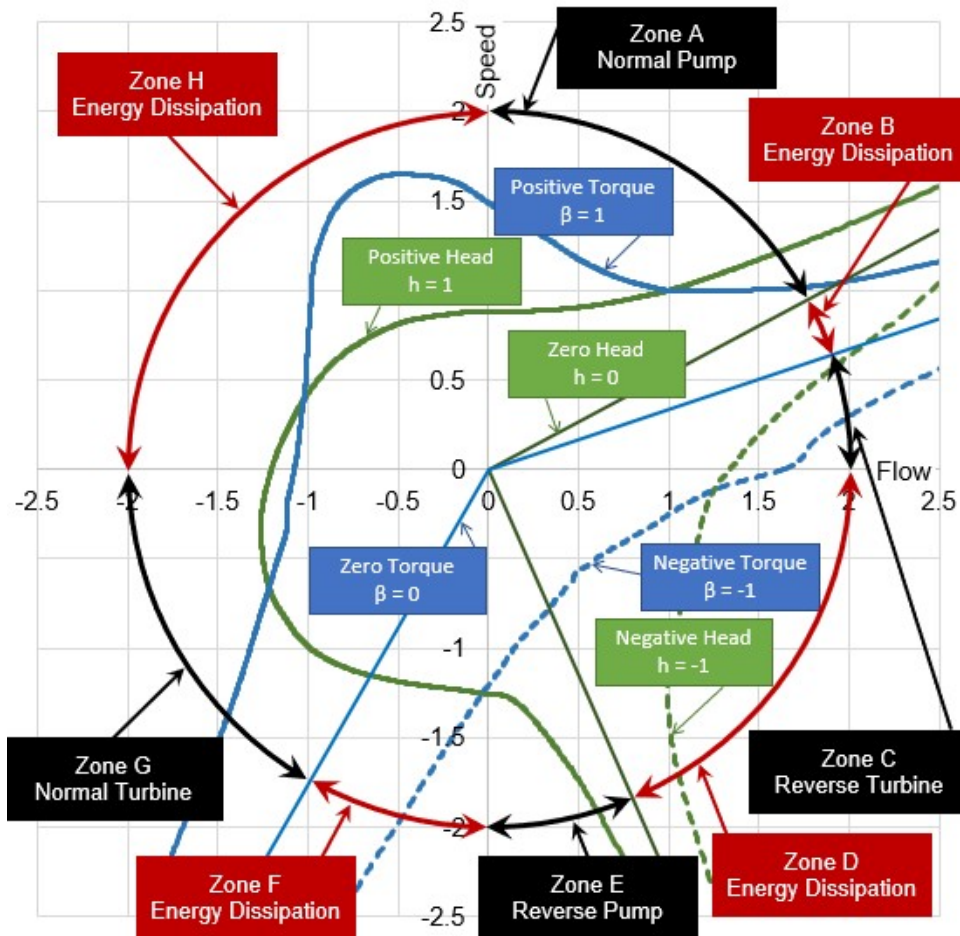 2.5
Speed
Zone A
Normal Pump
Zone H
Energy Dissipation
2
Zone B
Energy Dissipation
1.5
Positive Torque
β = 1
Positive Head
h = 1
Zero Head
h = 0
0.5
0
Flow
-2.5
-2
-1.5
-1
-0.5
0
0.5
1
1.5
2
2.5
Zero Torque
β = 0
Negative Torque
β = -1
-1
Negative Head
h = -1
-1.5
Zone G
Normal Turbine
Zone C
Reverse Turbine
-2
Zone F
Energy Dissipation
Zone E
Reverse Pump
Zone D
Energy Dissipation
-2.5